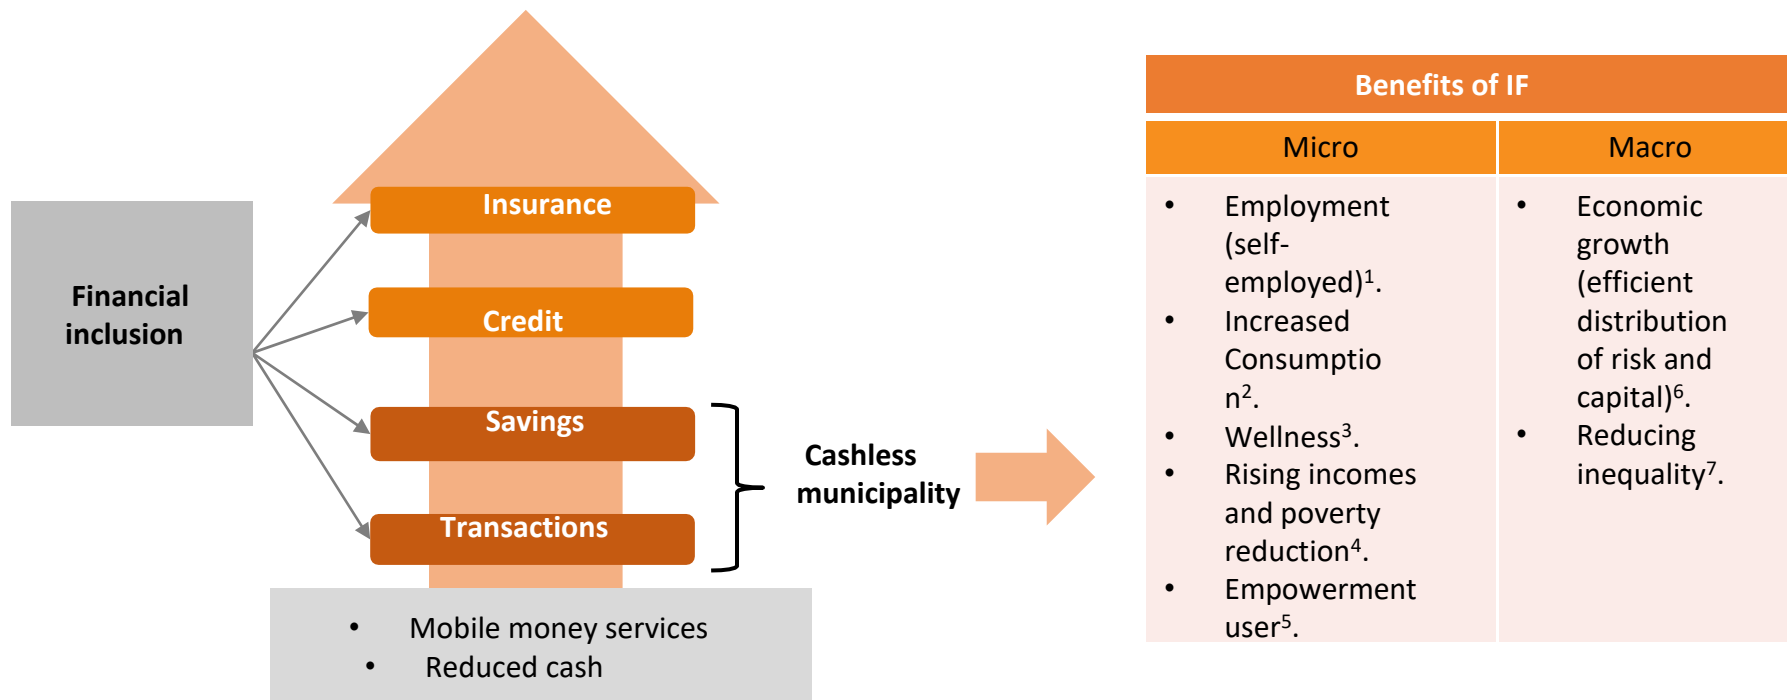 Financial
inclusion
Insurance
Credit
Savings
Transactions
• Mobile money services
• Reduced cash
Cashless
municipality
Benefits of IF
Micro
• Employment
(self-
employed)¹.
• Increased
Consumptio
n².
• Wellness³.
• Rising incomes
and poverty
reduction⁴.
• Empowerment
user⁵.
Macro
• Economic
growth
(efficient
distribution
of risk and
capital)⁶.
• Reducing
inequality⁷.